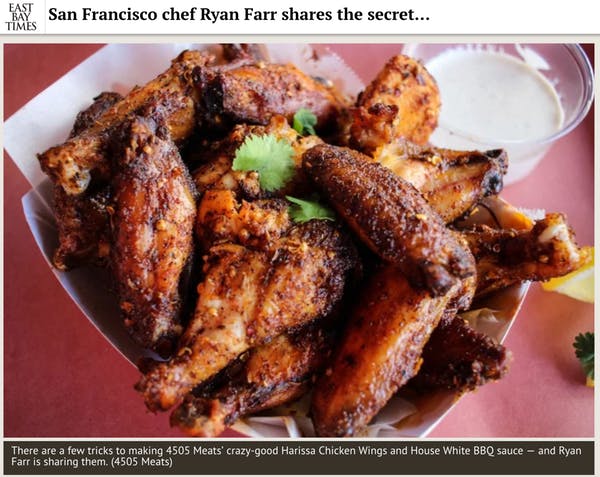 EAST
BAY
TIMES
San Francisco chef Ryan Farr shares the secret...
There are a few tricks to making 4505 Meats’ crazy-good Harissa Chicken Wings and House White BBQ sauce — and Ryan
Farr is sharing them. (4505 Meats)